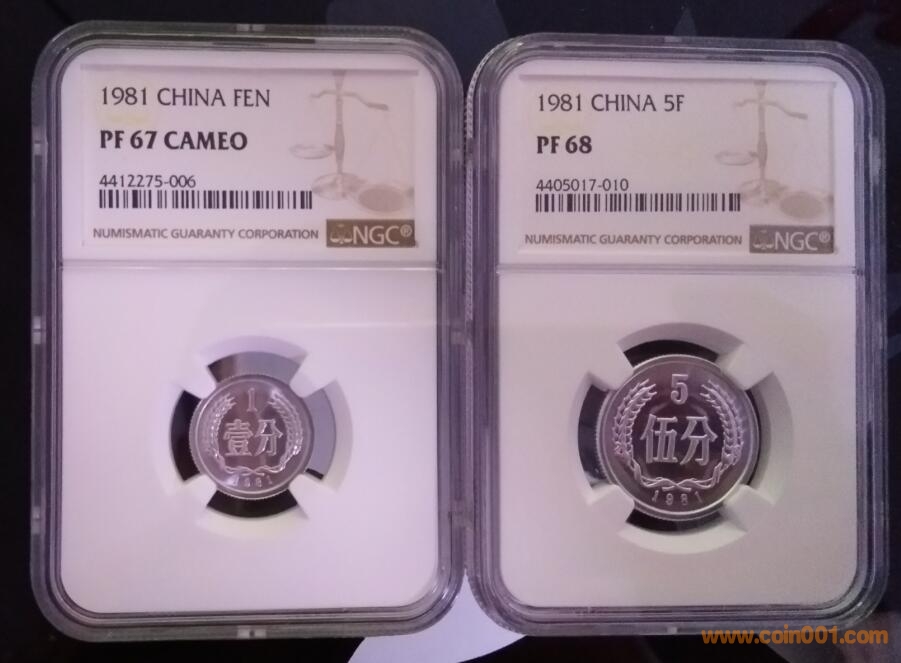 1981 CHINA FEN
PF 67 CAMEO
4412275-006
NUMISMATIC GUARANTY CORPORATION NGC®
1
壹分
1981
1981 CHINA 5F
PF 68
4405017-010
NUMISMATIC GUARANTY CORPORATION NGC®
5
伍分
1981
www.coin001.com